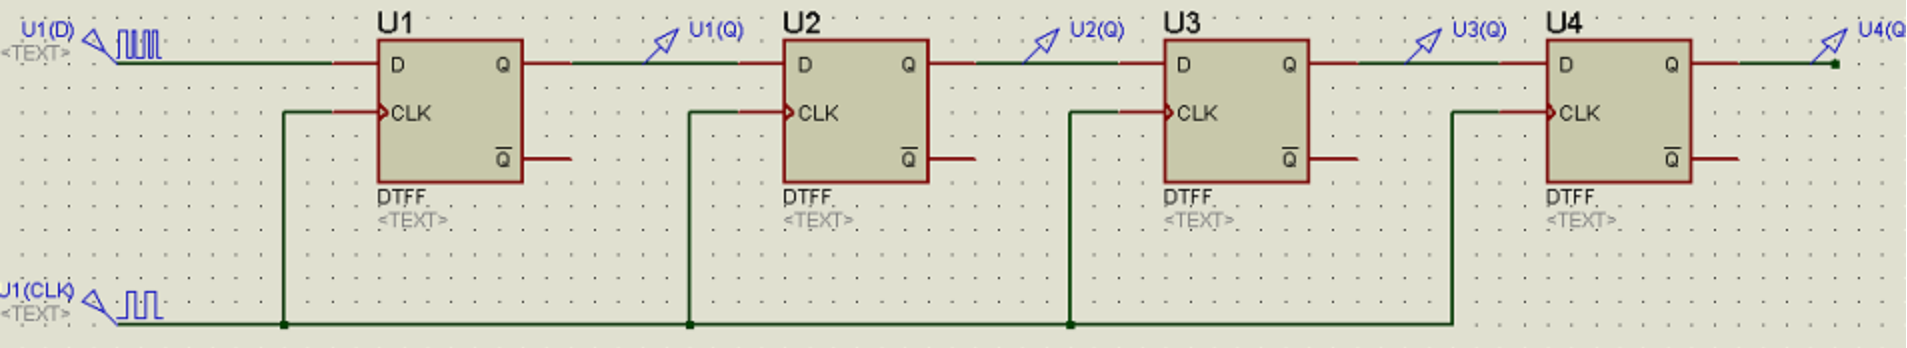 U1 U2 U3 U4
U1(D) U1(Q) U2(Q) U3(Q) U4(Q
<TEXT>
D Q D Q D Q D Q
CLK CLK CLK CLK
Q Q Q Q
DTFF DTFF DTFF DTFF
<TEXT> <TEXT> <TEXT> <TEXT>
U1(CLK)
<TEXT>